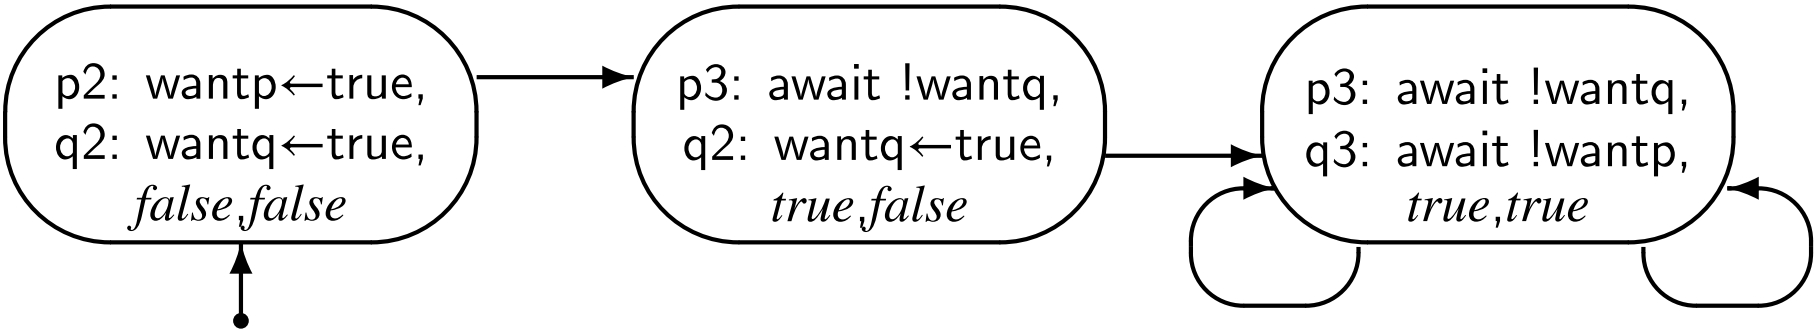 p2: wantp←true,
q2: wantq←true,
false,false
p3: await !wantq,
q2: wantq←true,
true,false
p3: await !wantq,
q3: await !wantp,
true,true